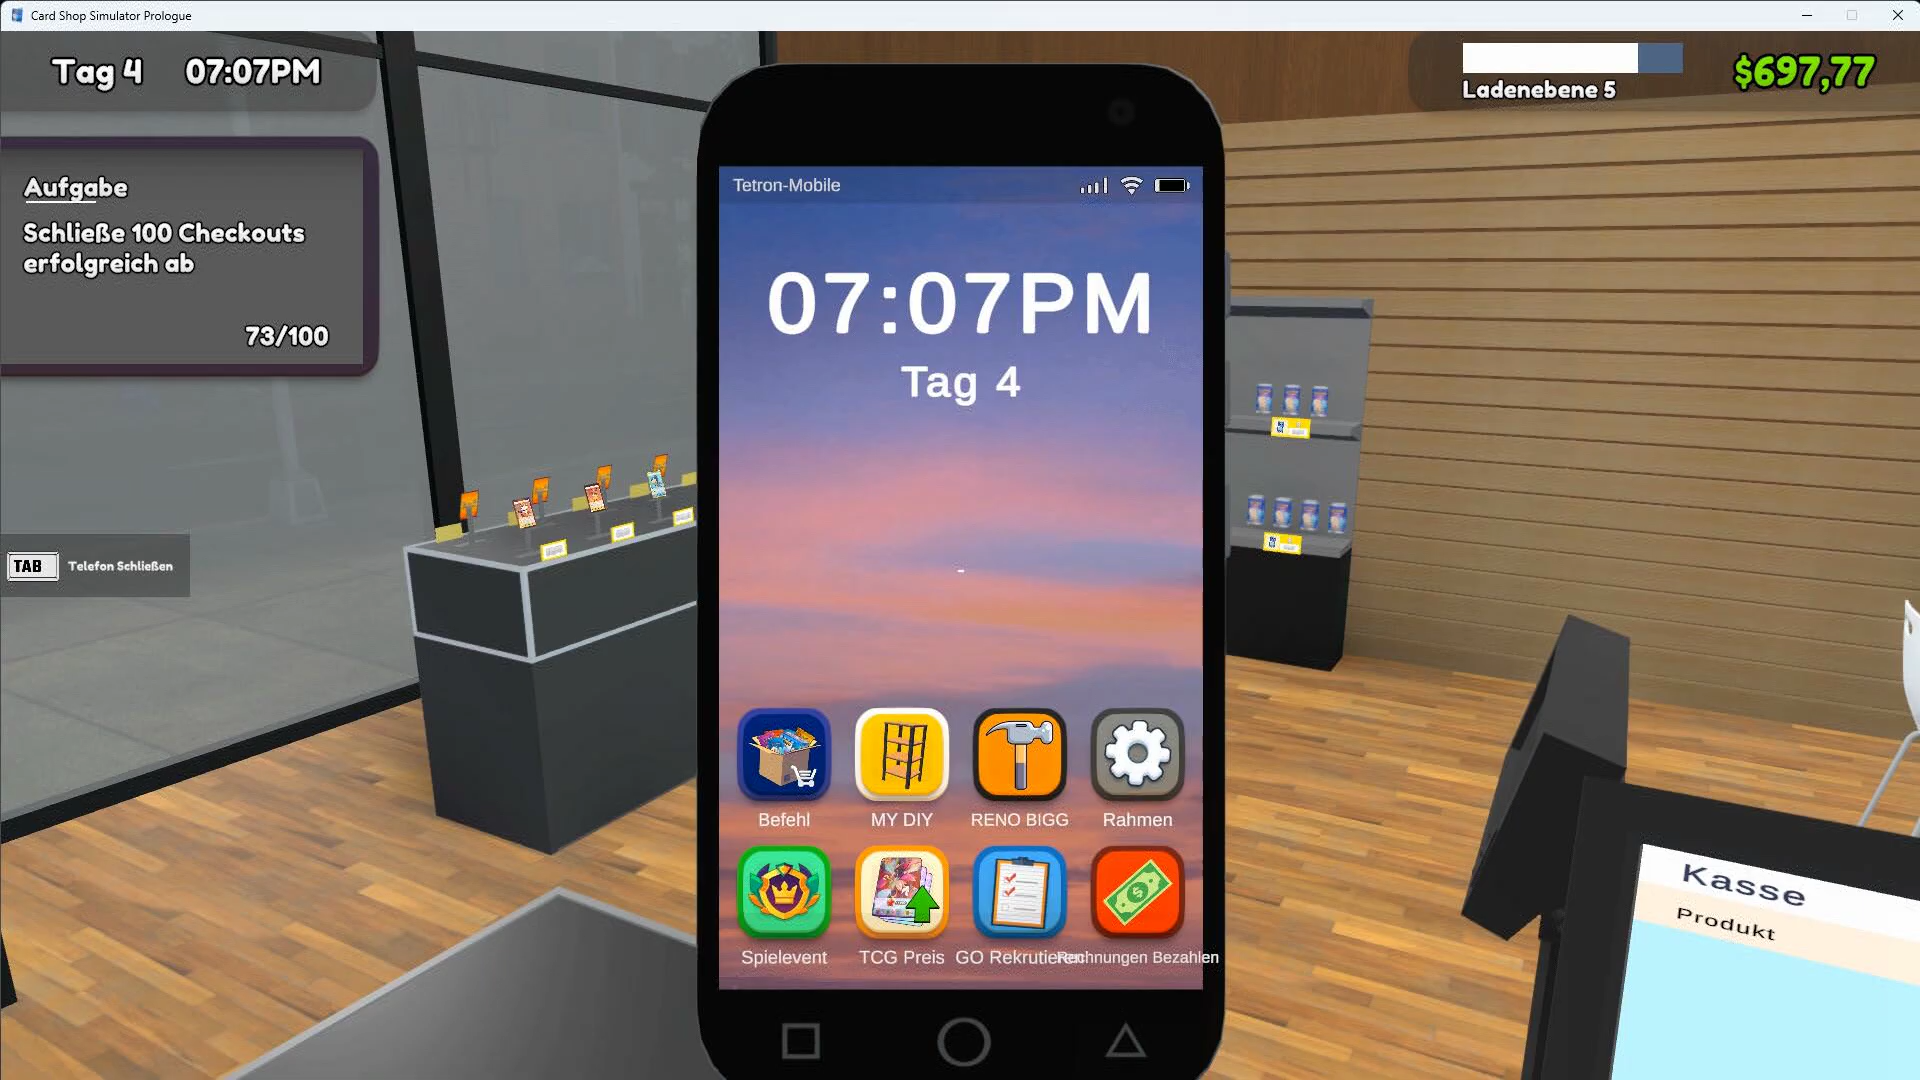 Card Shop Simulator Prologue
Tag 4 07:07PM
Ladenebene 5
$697,77
Aufgabe
Schließe 100 Checkouts
erfolgreich ab
73/100
TAB Telefon Schließen
Tetron-Mobile
07:07PM
Tag 4
Befehl
MY DIY
RENO BIGG
Rahmen
Spielevent
TCG Preis
GO Rekrutieren
Rechnungen Bezahlen
Kasse
Produkt